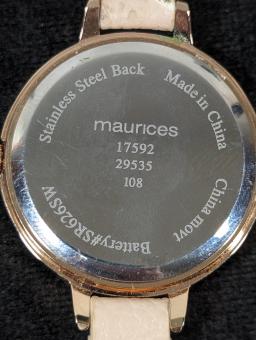 Stainless Steel Back
Made in China
maurices
17592
29535
108
China movt
Battery#SR626SW